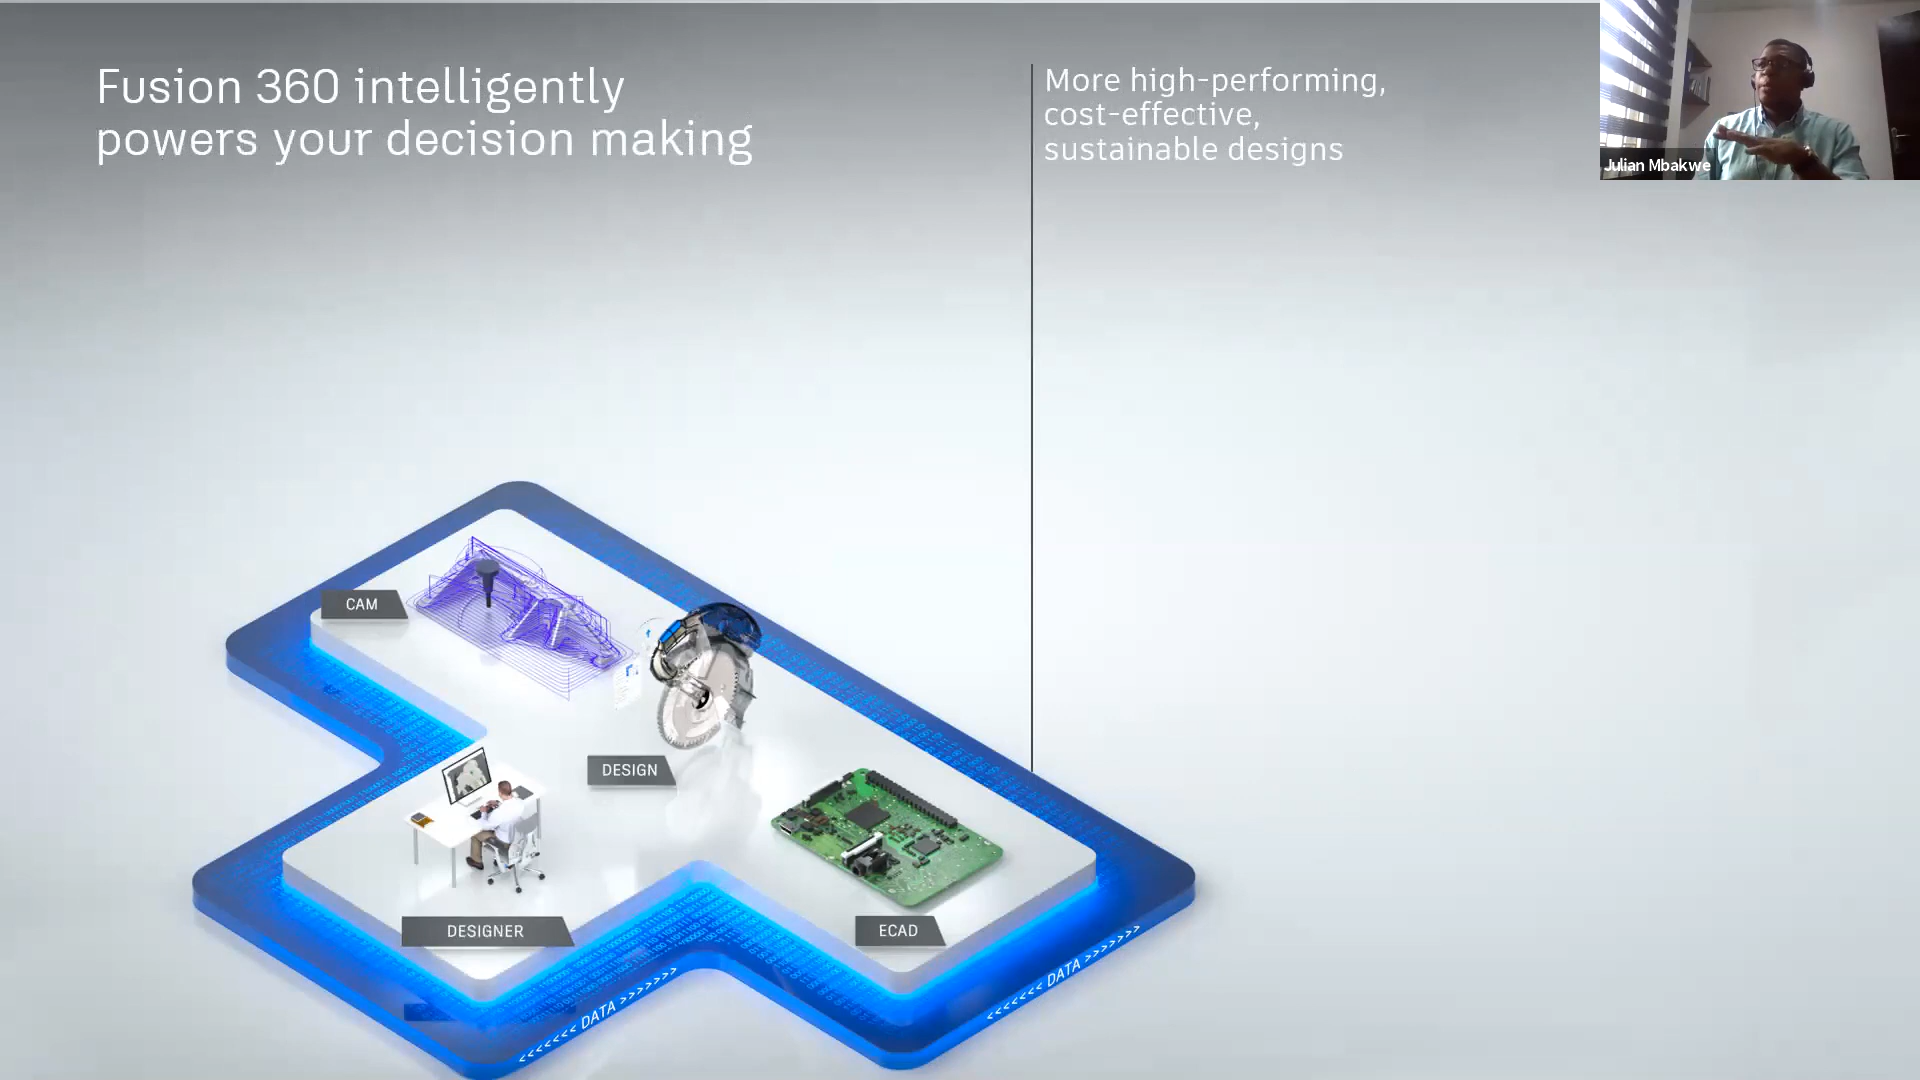 Fusion 360 intelligently
powers your decision making
More high-performing,
cost-effective,
sustainable designs
Julian Mbakwe
CAM
DESIGN
DESIGNER
ECAD
<<<<<< DATA >>>>>>>
<<<<<<< DATA >>>>>>>